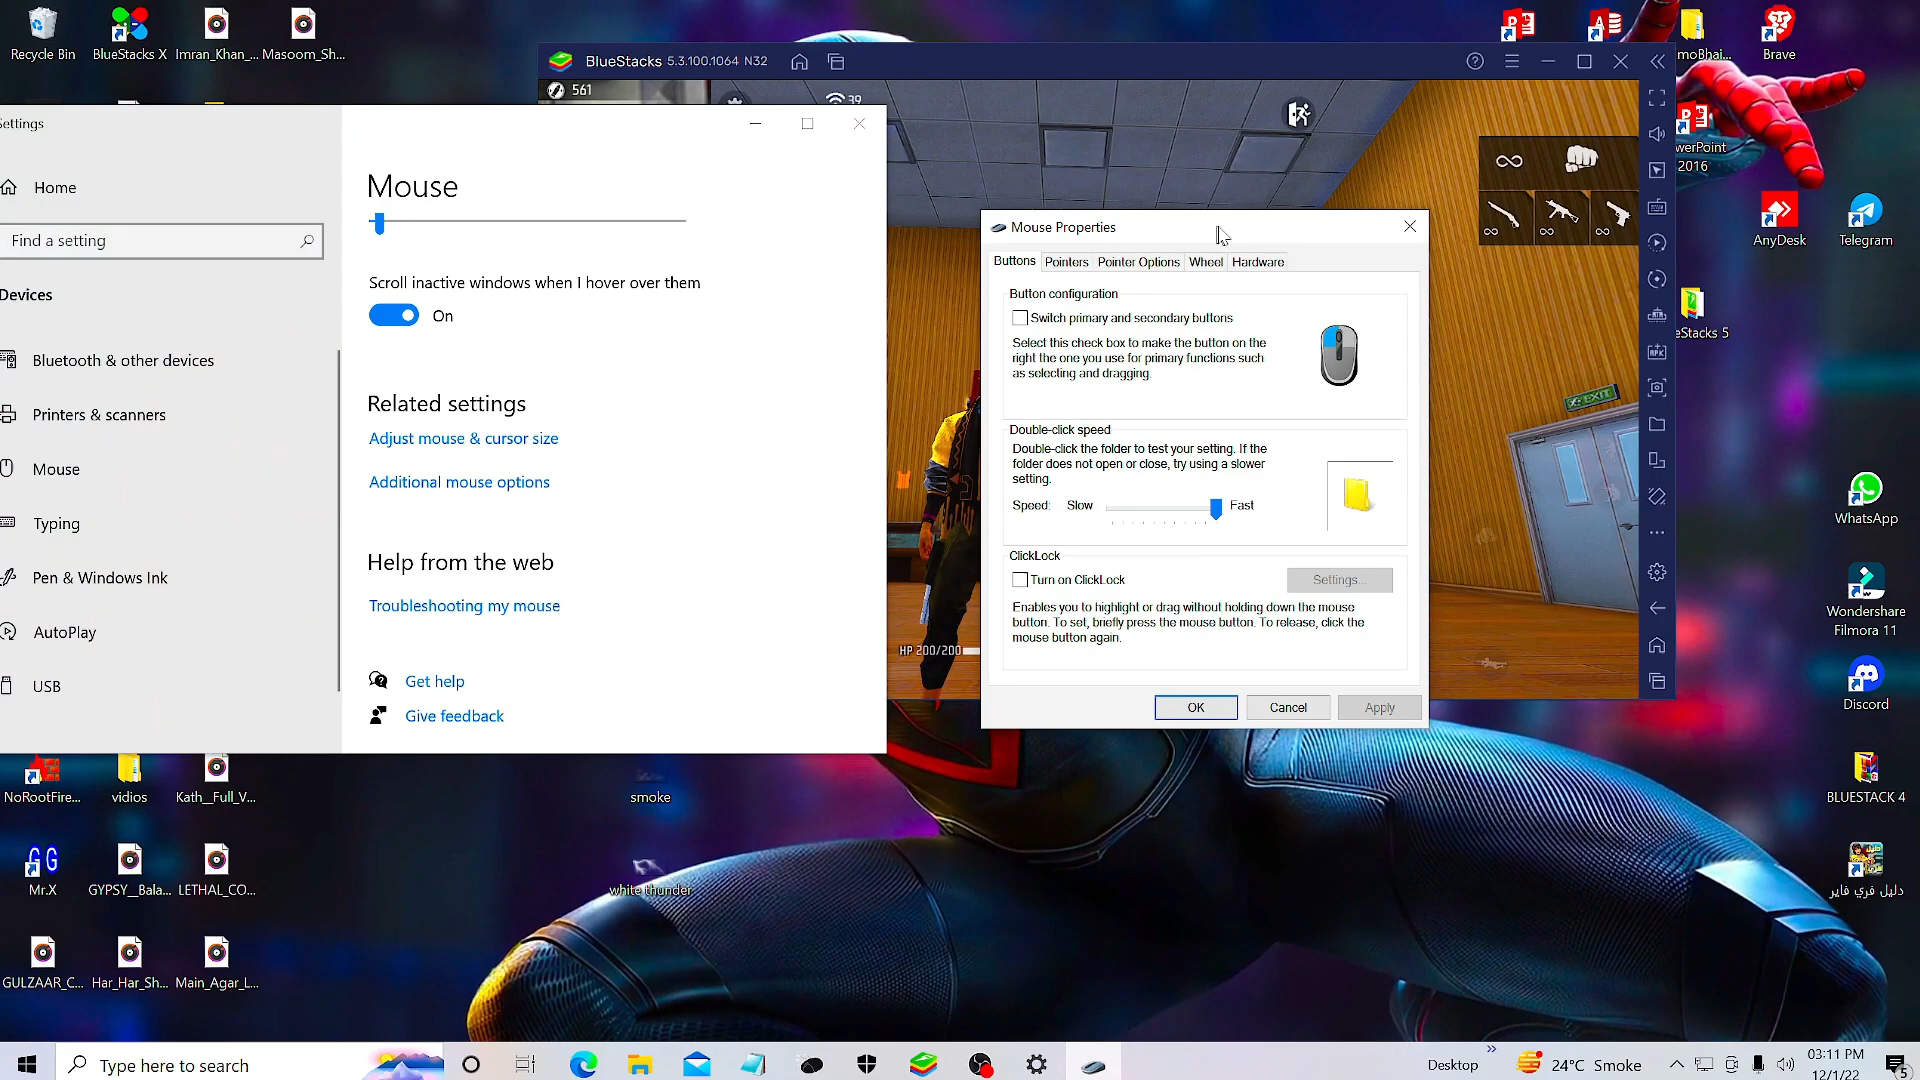 Recycle Bin
BlueStacks X
Imran_Khan_...
Masoom_Sh...
BlueStacks 5.3.100.1064 N32
moBhai...
Brave
561
39
Settings
Home
Find a setting
Devices
Bluetooth & other devices
Printers & scanners
Mouse
Typing
Pen & Windows Ink
AutoPlay
USB
Mouse
Scroll inactive windows when I hover over them
On
Related settings
Adjust mouse & cursor size
Additional mouse options
Help from the web
Troubleshooting my mouse
Get help
Give feedback
HP 200/200
Mouse Properties
Buttons
Pointers
Pointer Options
Wheel
Hardware
Button configuration
Switch primary and secondary buttons
Select this check box to make the button on the
right the one you use for primary functions such
as selecting and dragging.
Double-click speed
Double-click the folder to test your setting. If the
folder does not open or close, try using a slower
setting.
Speed: Slow Fast
ClickLock
Turn on ClickLock
Settings...
Enables you to highlight or drag without holding down the mouse
button. To set, briefly press the mouse button. To release, click the
mouse button again.
OK
Cancel
Apply
EXIT
werPoint
2016
AnyDesk
Telegram
eStacks 5
WhatsApp
Wondershare
Filmora 11
Discord
BLUESTACK 4
دليل فري فاير
NoRootFire...
vidios
Kath__Full_V...
smoke
Mr.X
GYPSY__Bala...
LETHAL_CO...
white thunder
GULZAAR_C...
Har_Har_Sh...
Main_Agar_L...
Type here to search
Desktop
24°C Smoke
03:11 PM
12/1/22
5